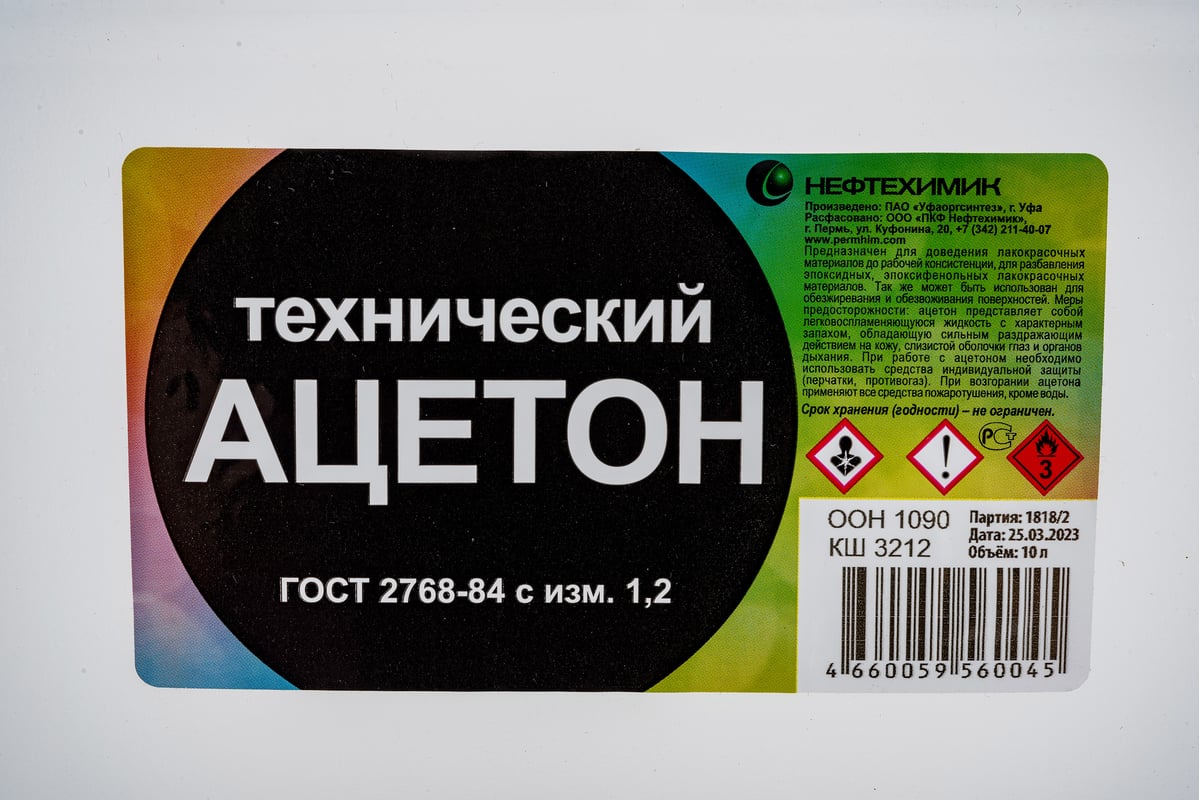 технический
АЦЕТОН
ГОСТ 2768-84 с изм. 1,2
НЕФТЕХИМИК
Произведено: ПАО «Уфаоргсинтез», г. Уфа
Расфасовано: ООО «ПКФ Нефтехимик»,
г. Пермь, ул. Куфонина, 20, +7 (342) 211-40-07
www.permhim.com
Предназначен для доведения лакокрасочных
материалов до рабочей консистенции, для разбавления
эпоксидных, эпоксифенольных лакокрасочных
материалов. Так же может быть использован для
обезжиревания и обезвоживания поверхностей. Меры
предосторожности: ацетон представляет собой
легковоспламеняющуюся жидкость с характерным
запахом, обладающую сильным раздражающим
действием на кожу, слизистой оболочки глаз и органов
дыхания. При работе с ацетоном необходимо
использовать средства индивидуальной защиты
(перчатки, противогаз). При возгорании ацетона
применяют все средства пожаротушения, кроме воды.
Срок хранения (годности) – не ограничен.
РСТ
3
ООН 1090
КШ 3212
Партия: 1818/2
Дата: 25.03.2023
Объём: 10 л
4 660059 560045